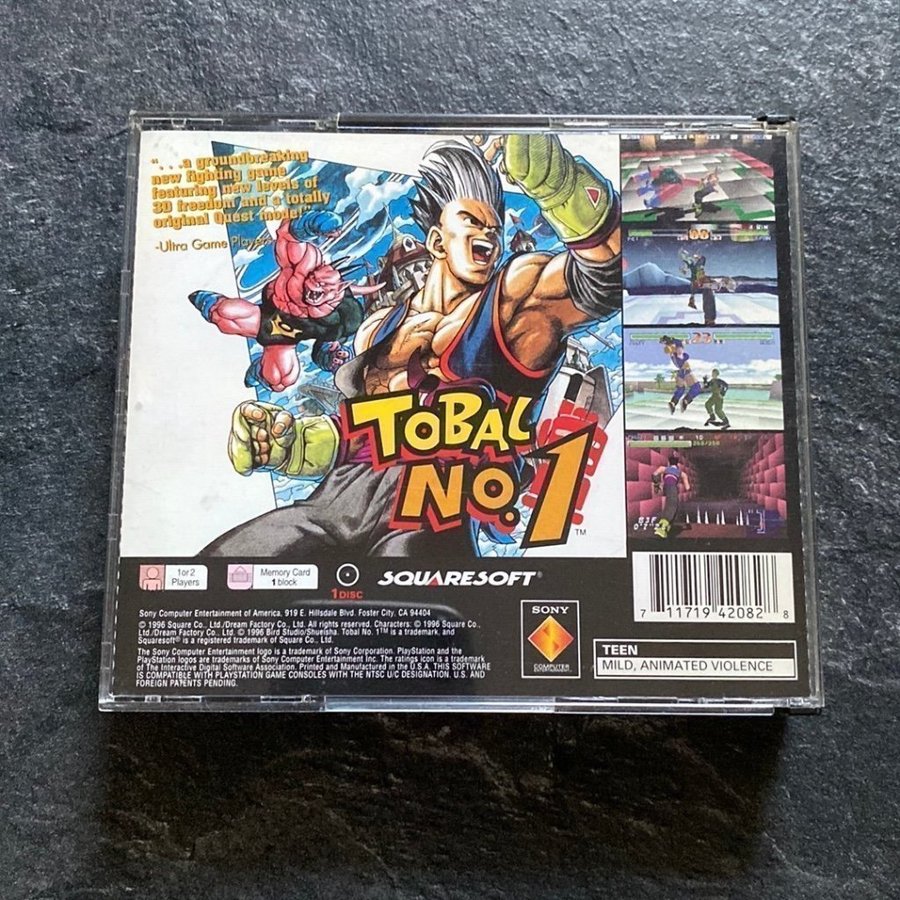 "...a groundbreaking
new fighting game
featuring new levels of
3D freedom and a totally
original Quest mode!"
-Ultra Game Players
TOBAL
NO.1
TM
1 or 2
Players
Memory Card
1 block
1 DISC
SQUARESOFT®
Sony Computer Entertainment of America, 919 E. Hillsdale Blvd. Foster City, CA 94404
© 1996 Square Co., Ltd./Dream Factory Co., Ltd. All rights reserved. Characters: © 1996 Square Co.,
Ltd./Dream Factory Co., Ltd. © 1996 Bird Studio/Shueisha. Tobal No. 1™ is a trademark, and
Squaresoft® is a registered trademark of Square Co., Ltd.
The Sony Computer Entertainment logo is a trademark of Sony Corporation. PlayStation and the
PlayStation logos are trademarks of Sony Computer Entertainment Inc. The ratings icon is a trademark
of The Interactive Digital Software Association. Printed and Manufactured in the U.S.A. THIS SOFTWARE
IS COMPATIBLE WITH PLAYSTATION GAME CONSOLES WITH THE NTSC U/C DESIGNATION. U.S. AND
FOREIGN PATENTS PENDING.
SONY
COMPUTER
ENTERTAINMENT
7 11719 42082 8
TEEN
MILD, ANIMATED VIOLENCE